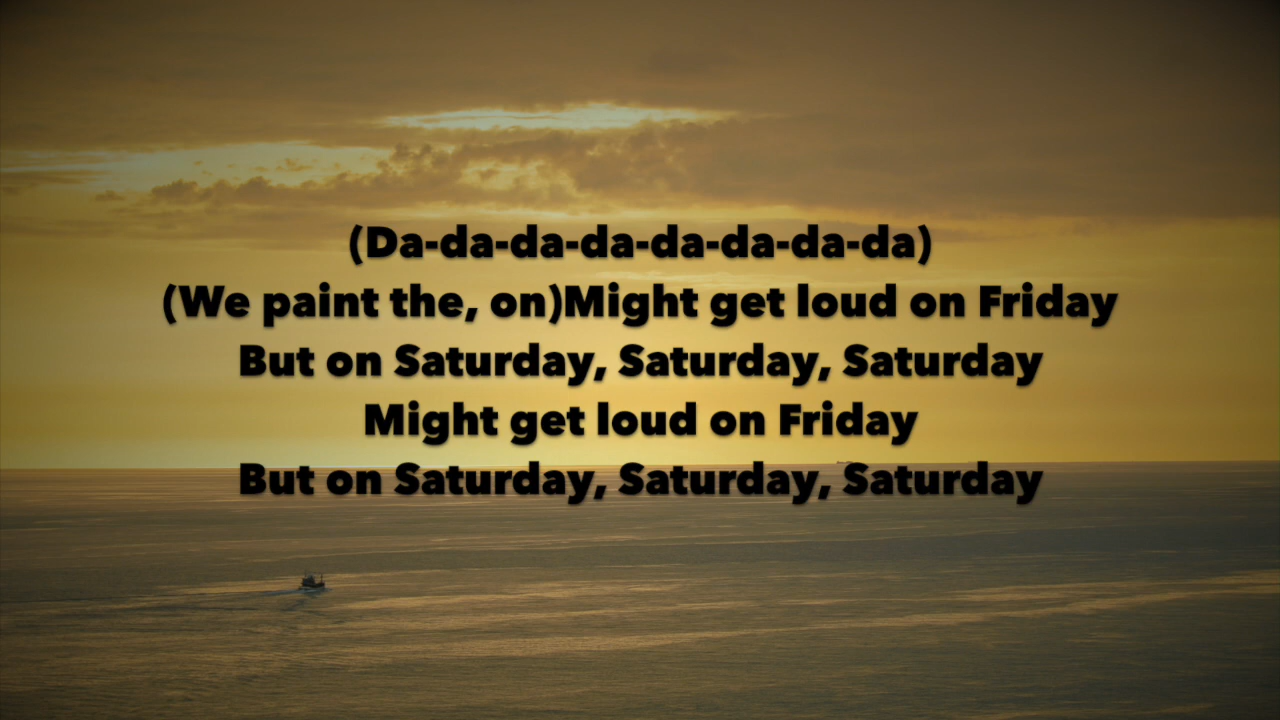 (Da-da-da-da-da-da-da-da)
(We paint the, on)Might get loud on Friday
But on Saturday, Saturday, Saturday
Might get loud on Friday
But on Saturday, Saturday, Saturday